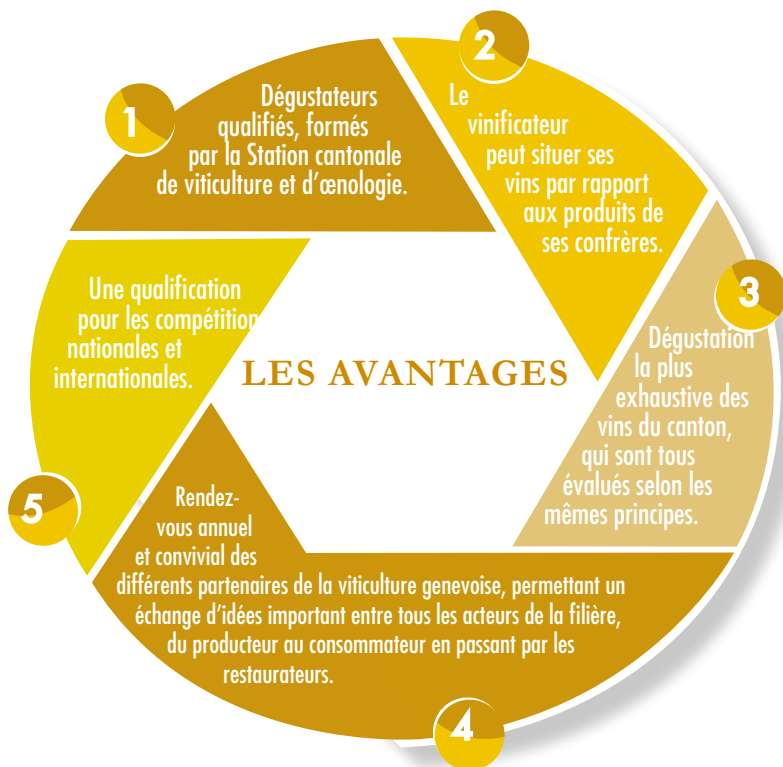 LES AVANTAGES
1
Dégustateurs
qualifiés, formés
par la Station cantonale
de viticulture et d'œnologie.
2
Le
vinificateur
peut situer ses
vins par rapport
aux produits de
ses confrères.
3
Dégustation
la plus
exhaustive des
vins du canton,
qui sont tous
évalués selon les
mêmes principes.
4
Rendez-
vous annuel
et convivial des
différents partenaires de la viticulture genevoise, permettant un
échange d'idées important entre tous les acteurs de la filière,
du producteur au consommateur en passant par les
restaurateurs.
5
Une qualification
pour les compétition
nationales et
internationales.